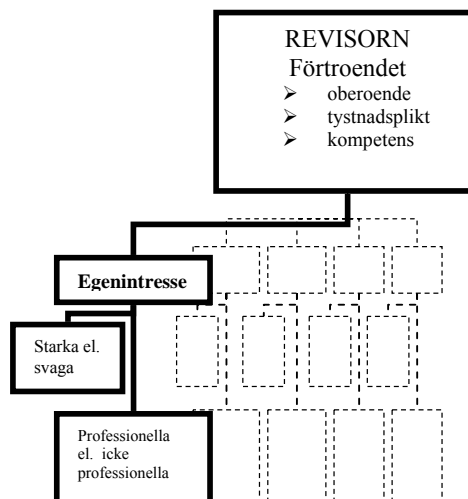 REVISORN
Förtroendet
➢ oberoende
➢ tystnadsplikt
➢ kompetens
Egenintresse
Starka el.
svaga
Professionella
el. icke
professionella